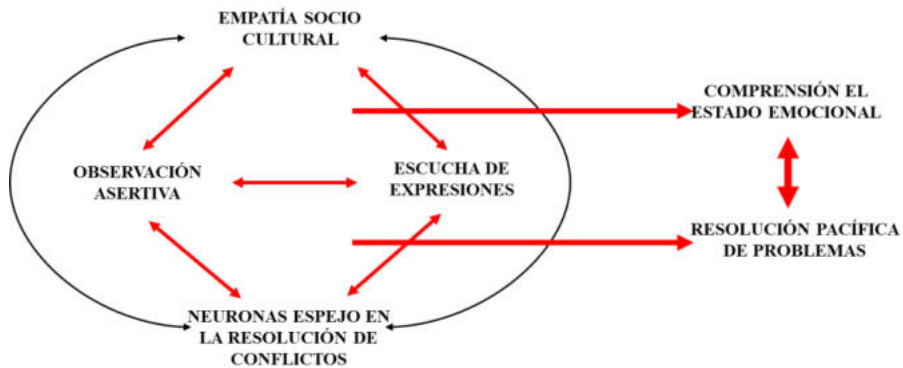 EMPATÍA SOCIO
CULTURAL
COMPRENSIÓN EL
ESTADO EMOCIONAL
OBSERVACIÓN
ASERTIVA
ESCUCHA DE
EXPRESIONES
RESOLUCIÓN PACÍFICA
DE PROBLEMAS
NEURONAS ESPEJO EN
LA RESOLUCIÓN DE
CONFLICTOS